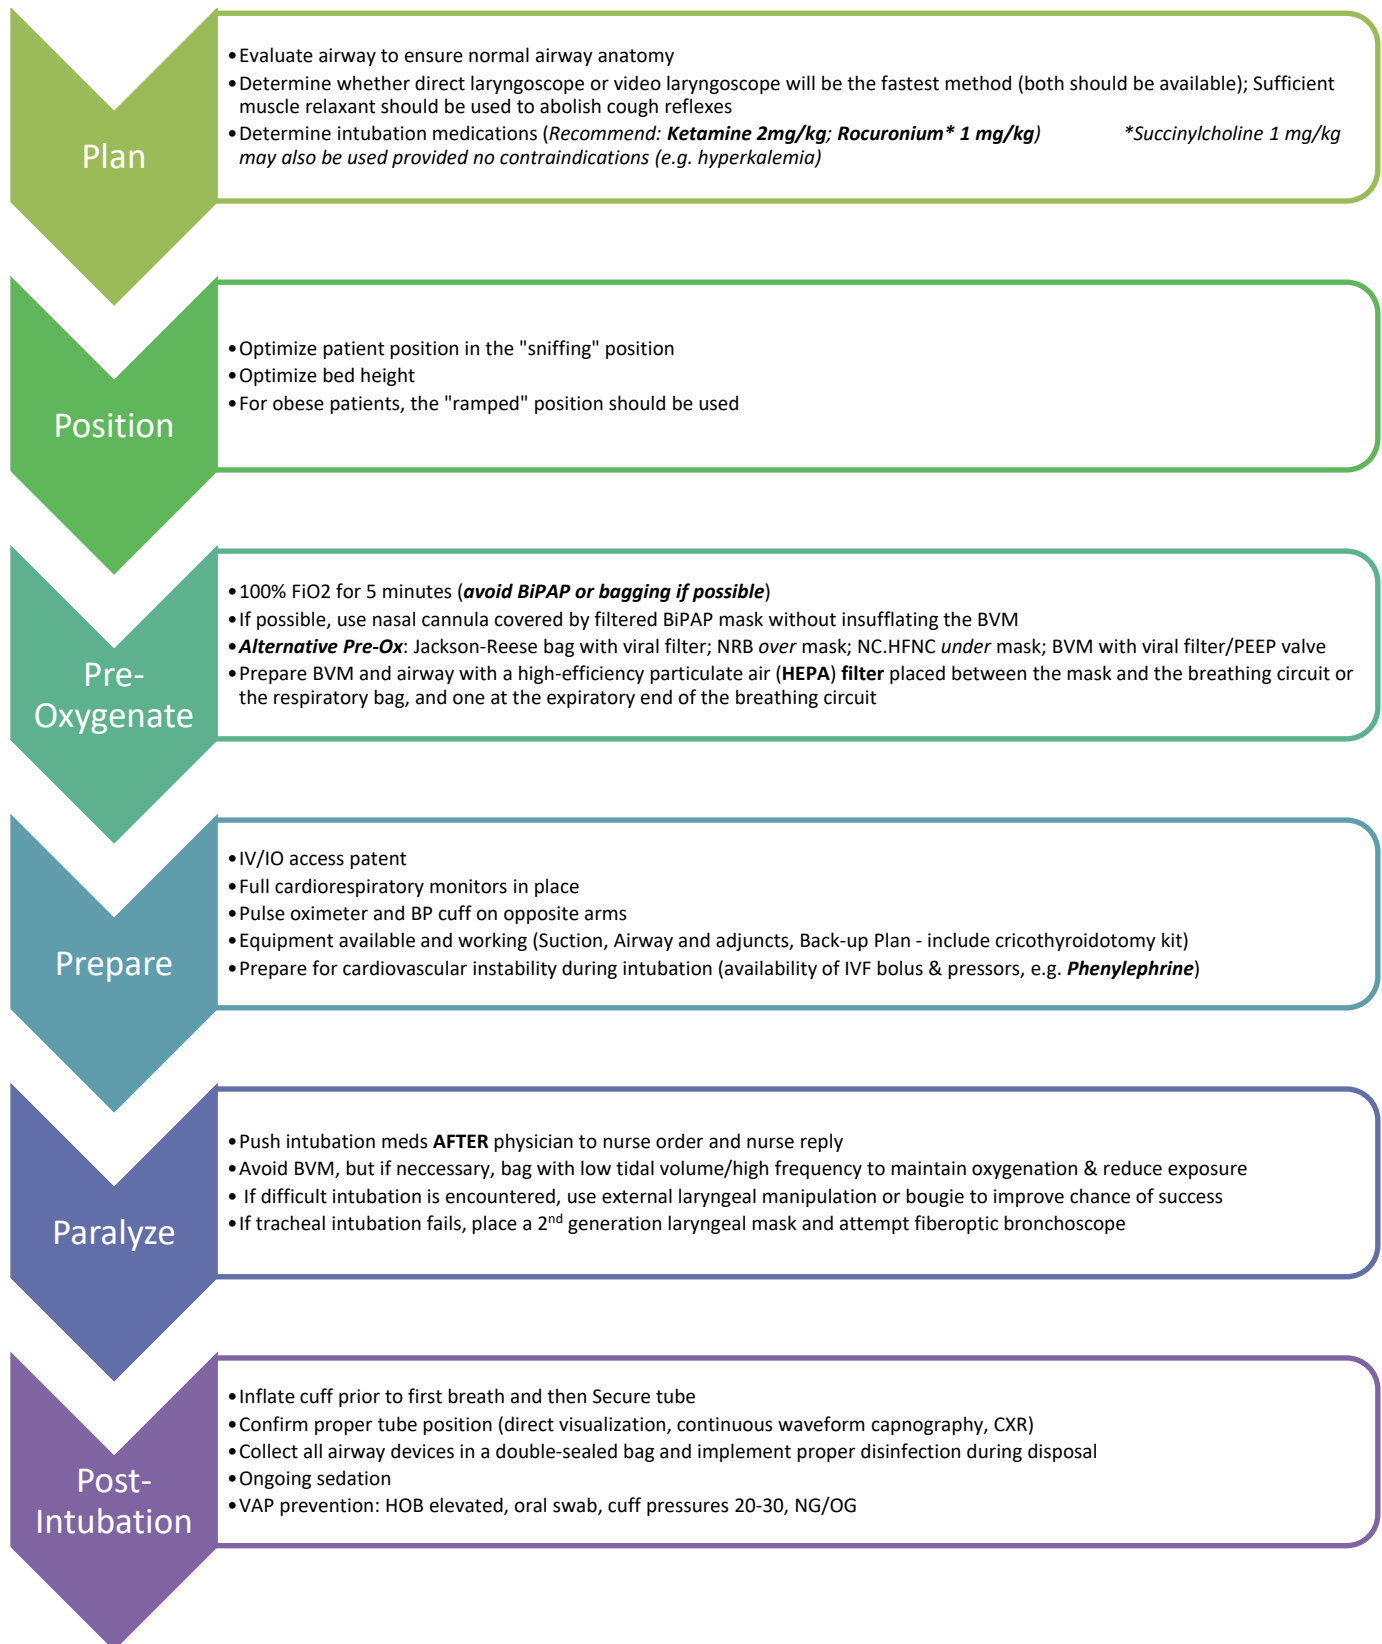 Plan
•Evaluate airway to ensure normal airway anatomy
•Determine whether direct laryngoscope or video laryngoscope will be the fastest method (both should be available); Sufficient
muscle relaxant should be used to abolish cough reflexes
•Determine intubation medications (Recommend: Ketamine 2mg/kg; Rocuronium* 1 mg/kg) *Succinylcholine 1 mg/kg
may also be used provided no contraindications (e.g. hyperkalemia)
Position
•Optimize patient position in the "sniffing" position
•Optimize bed height
•For obese patients, the "ramped" position should be used
Pre-
Oxygenate
•100% FiO2 for 5 minutes (avoid BiPAP or bagging if possible)
•If possible, use nasal cannula covered by filtered BiPAP mask without insufflating the BVM
•Alternative Pre-Ox: Jackson-Reese bag with viral filter; NRB over mask; NC.HFNC under mask; BVM with viral filter/PEEP valve
•Prepare BVM and airway with a high-efficiency particulate air (HEPA) filter placed between the mask and the breathing circuit or
the respiratory bag, and one at the expiratory end of the breathing circuit
Prepare
•IV/IO access patent
•Full cardiorespiratory monitors in place
•Pulse oximeter and BP cuff on opposite arms
•Equipment available and working (Suction, Airway and adjuncts, Back-up Plan - include cricothyroidotomy kit)
•Prepare for cardiovascular instability during intubation (availability of IVF bolus & pressors, e.g. Phenylephrine)
Paralyze
•Push intubation meds AFTER physician to nurse order and nurse reply
•Avoid BVM, but if neccessary, bag with low tidal volume/high frequency to maintain oxygenation & reduce exposure
• If difficult intubation is encountered, use external laryngeal manipulation or bougie to improve chance of success
•If tracheal intubation fails, place a 2nd generation laryngeal mask and attempt fiberoptic bronchoscope
Post-
Intubation
•Inflate cuff prior to first breath and then Secure tube
•Confirm proper tube position (direct visualization, continuous waveform capnography, CXR)
•Collect all airway devices in a double-sealed bag and implement proper disinfection during disposal
•Ongoing sedation
•VAP prevention: HOB elevated, oral swab, cuff pressures 20-30, NG/OG